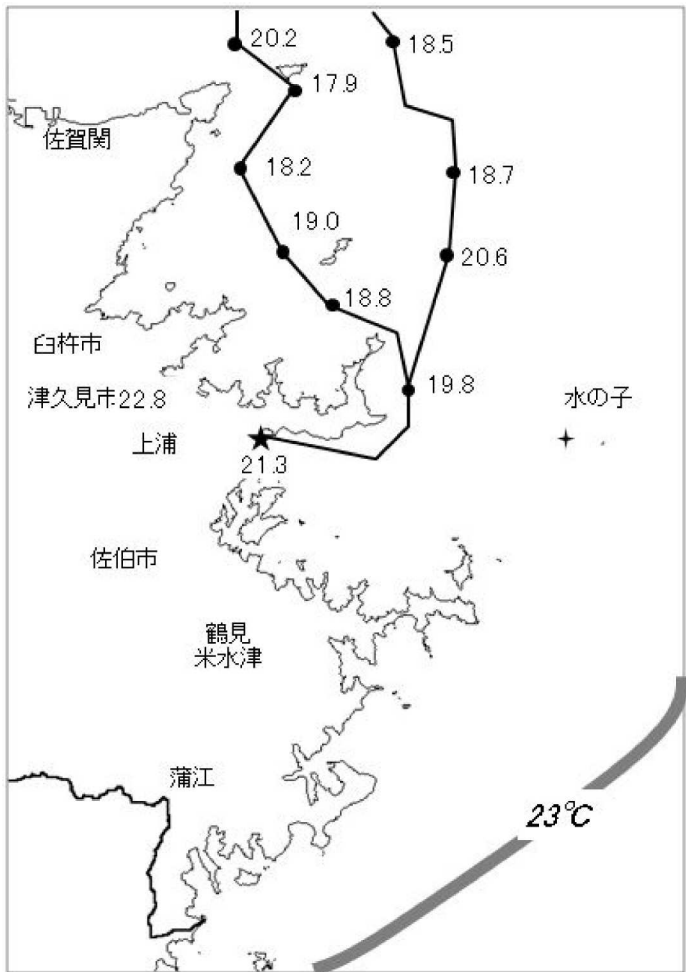 20.2
18.5
17.9
佐賀関
18.2
18.7
19.0
20.6
18.8
臼杵市
19.8
津久見市22.8
水の子
上浦
21.3
佐伯市
鶴見
米水津
蒲江
23℃